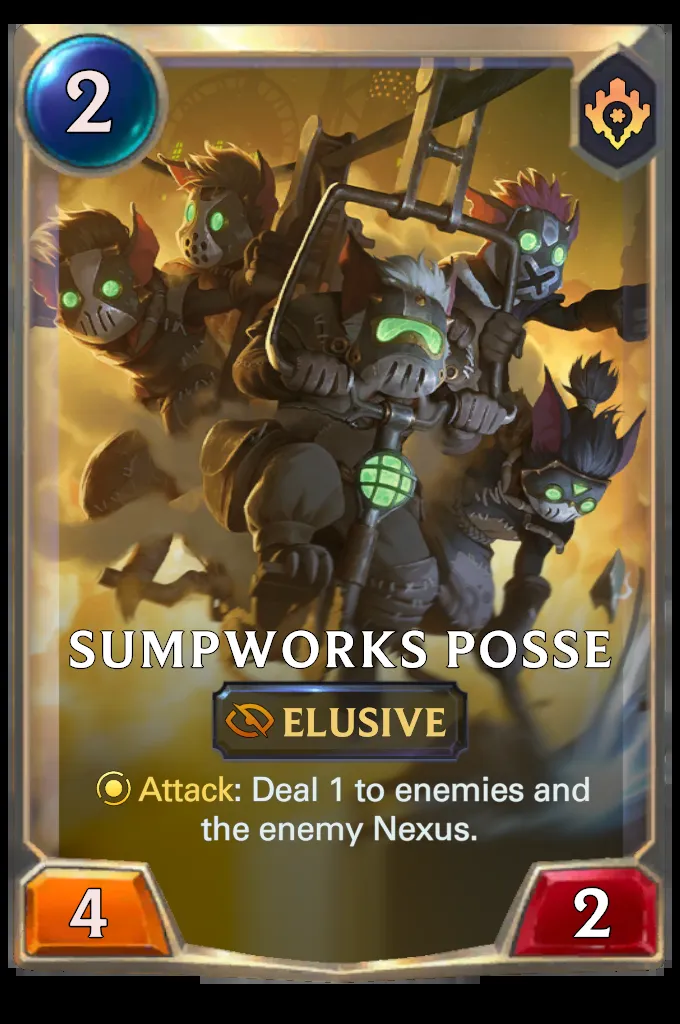 2
SUMPWORKS POSSE
ELUSIVE
Attack: Deal 1 to enemies and
the enemy Nexus.
4
2